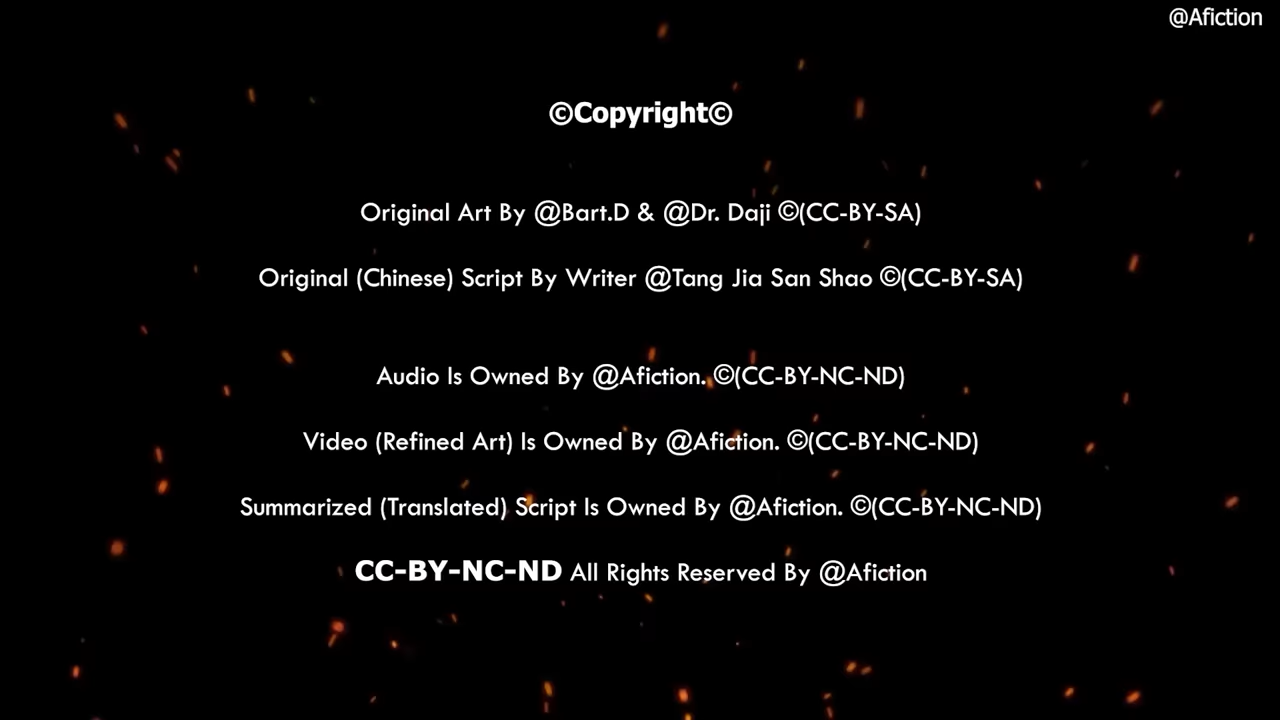 @Afiction
©Copyright©
Original Art By @Bart.D & @Dr. Daji ©(CC-BY-SA)
Original (Chinese) Script By Writer @Tang Jia San Shao ©(CC-BY-SA)
Audio Is Owned By @Afiction. ©(CC-BY-NC-ND)
Video (Refined Art) Is Owned By @Afiction. ©(CC-BY-NC-ND)
Summarized (Translated) Script Is Owned By @Afiction. ©(CC-BY-NC-ND)
CC-BY-NC-ND All Rights Reserved By @Afiction